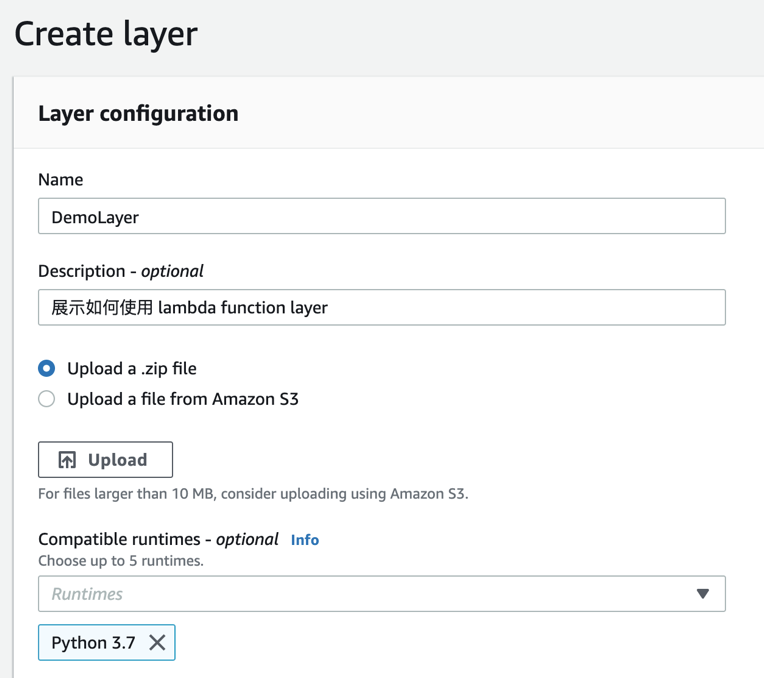 Create layer
Layer configuration
Name
DemoLayer
Description - optional
展示如何使用 lambda function layer
Upload a .zip file
Upload a file from Amazon S3
Upload
For files larger than 10 MB, consider uploading using Amazon S3.
Compatible runtimes - optional Info
Choose up to 5 runtimes.
Runtimes
Python 3.7